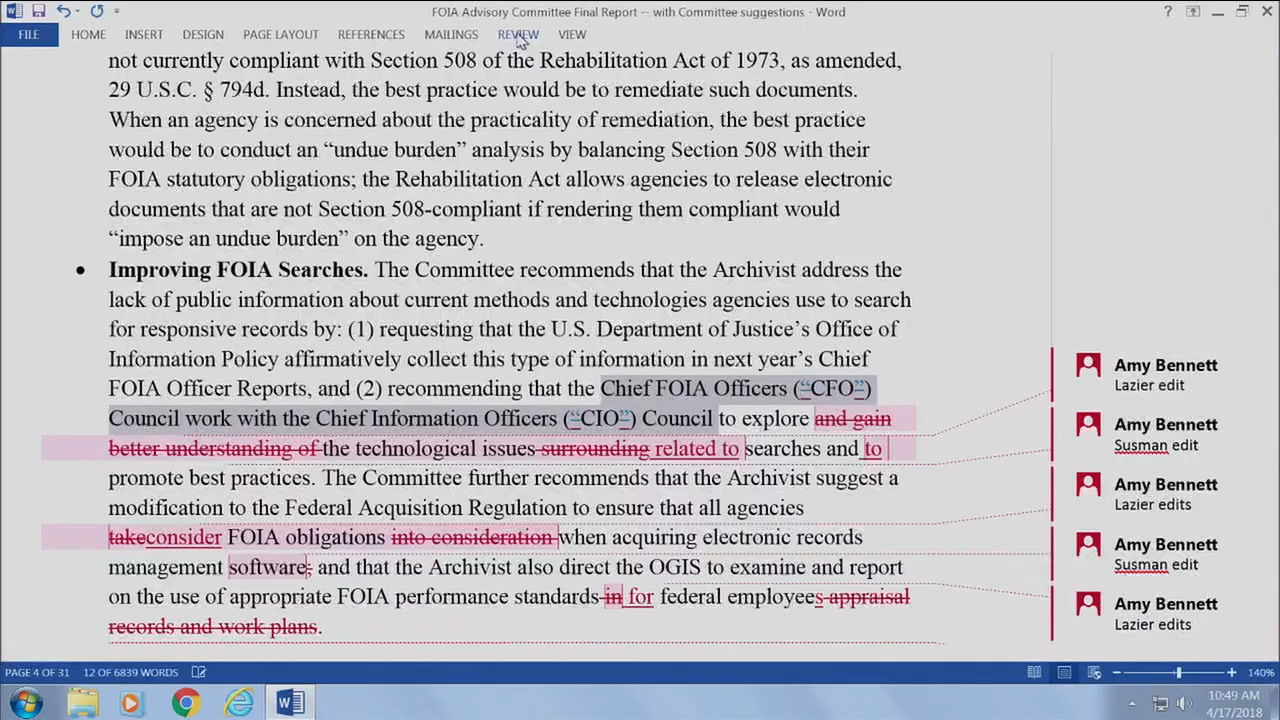 FOIA Advisory Committee Final Report -- with Committee suggestions - Word
?
FILE HOME INSERT DESIGN PAGE LAYOUT REFERENCES MAILINGS REVIEW VIEW
not currently compliant with Section 508 of the Rehabilitation Act of 1973, as amended,
29 U.S.C. § 794d. Instead, the best practice would be to remediate such documents.
When an agency is concerned about the practicality of remediation, the best practice
would be to conduct an “undue burden” analysis by balancing Section 508 with their
FOIA statutory obligations; the Rehabilitation Act allows agencies to release electronic
documents that are not Section 508-compliant if rendering them compliant would
“impose an undue burden” on the agency.
• Improving FOIA Searches. The Committee recommends that the Archivist address the
lack of public information about current methods and technologies agencies use to search
for responsive records by: (1) requesting that the U.S. Department of Justice’s Office of
Information Policy affirmatively collect this type of information in next year’s Chief
FOIA Officer Reports, and (2) recommending that the Chief FOIA Officers (“CFO”)
Council work with the Chief Information Officers (“CIO”) Council to explore and gain
better understanding of the technological issues surrounding related to searches and to
promote best practices. The Committee further recommends that the Archivist suggest a
modification to the Federal Acquisition Regulation to ensure that all agencies
takeconsider FOIA obligations into consideration when acquiring electronic records
management software, and that the Archivist also direct the OGIS to examine and report
on the use of appropriate FOIA performance standards in for federal employees appraisal
records and work plans.
Amy Bennett
Lazier edit
Amy Bennett
Susman edit
Amy Bennett
Lazier edits
Amy Bennett
Susman edit
Amy Bennett
Lazier edits
PAGE 4 OF 31 12 OF 6839 WORDS 140%
10:49 AM
4/17/2018